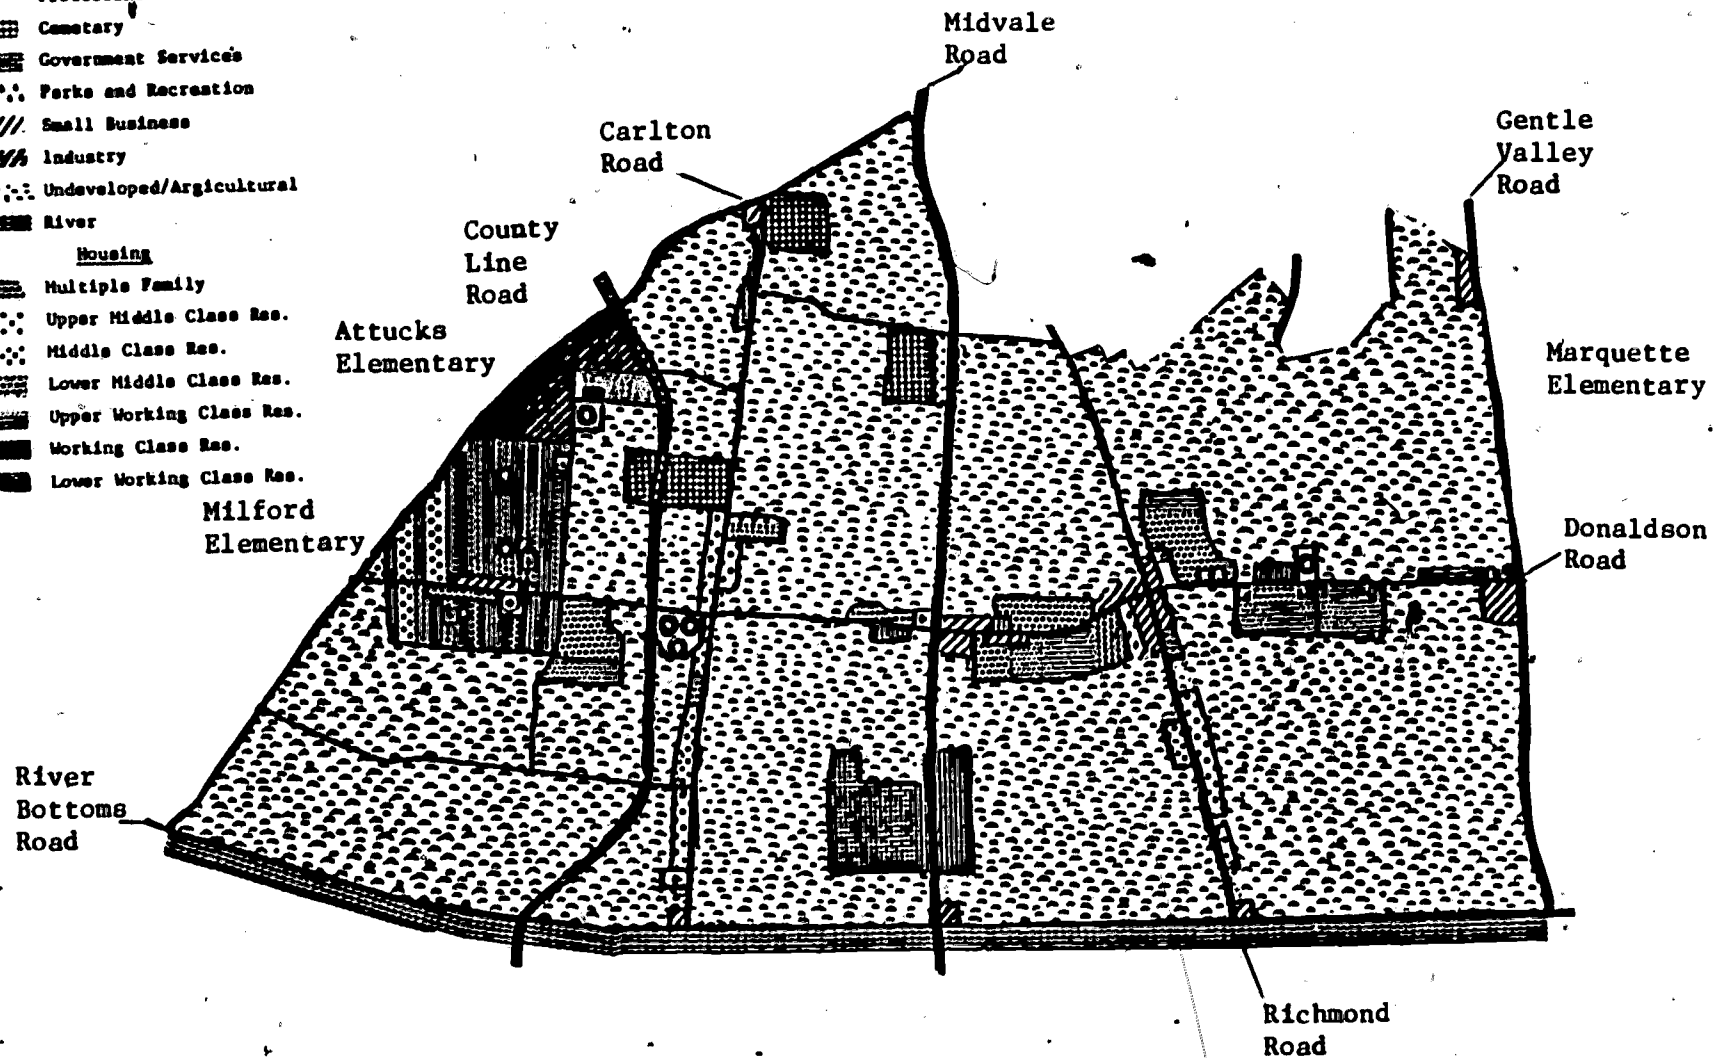 Cemetary
Government Services
Parks and Recreation
Small Business
Industry
Undeveloped/Argicultural
River
Housing
Multiple Family
Upper Middle Class Res.
Middle Class Res.
Lower Middle Class Res.
Upper Working Class Res.
Working Class Res.
Lower Working Class Res.
Midvale
Road
Carlton
Road
Gentle
Valley
Road
County
Line
Road
Attucks
Elementary
Marquette
Elementary
Milford
Elementary
Donaldson
Road
River
Bottoms
Road
Richmond
Road